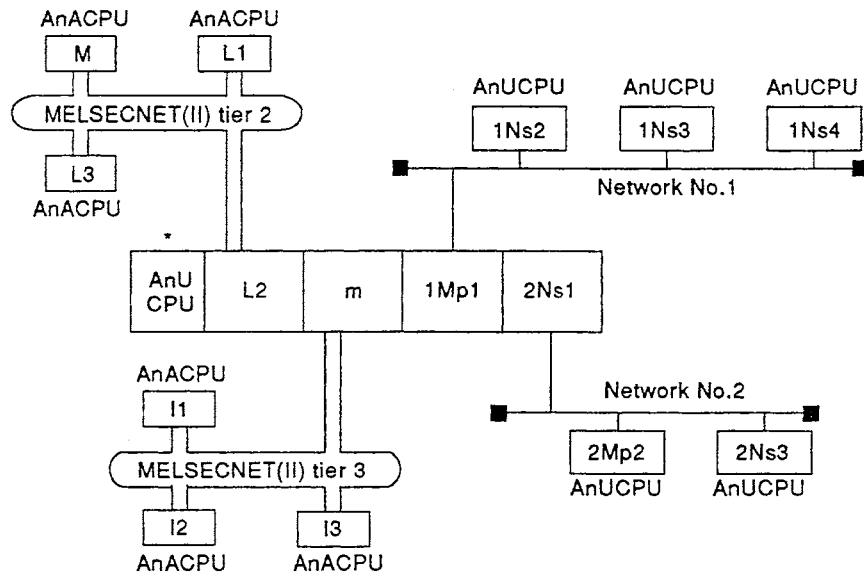 AnACPU
AnACPU
M
L1
MELSECNET(II) tier 2
L3
AnACPU
AnUCPU
AnUCPU
AnUCPU
1Ns2
1Ns3
1Ns4
Network No.1
*
AnU
CPU
L2
m
1Mp1
2Ns1
AnACPU
I1
MELSECNET(II) tier 3
I2
I3
AnACPU
AnACPU
Network No.2
2Mp2
2Ns3
AnUCPU
AnUCPU